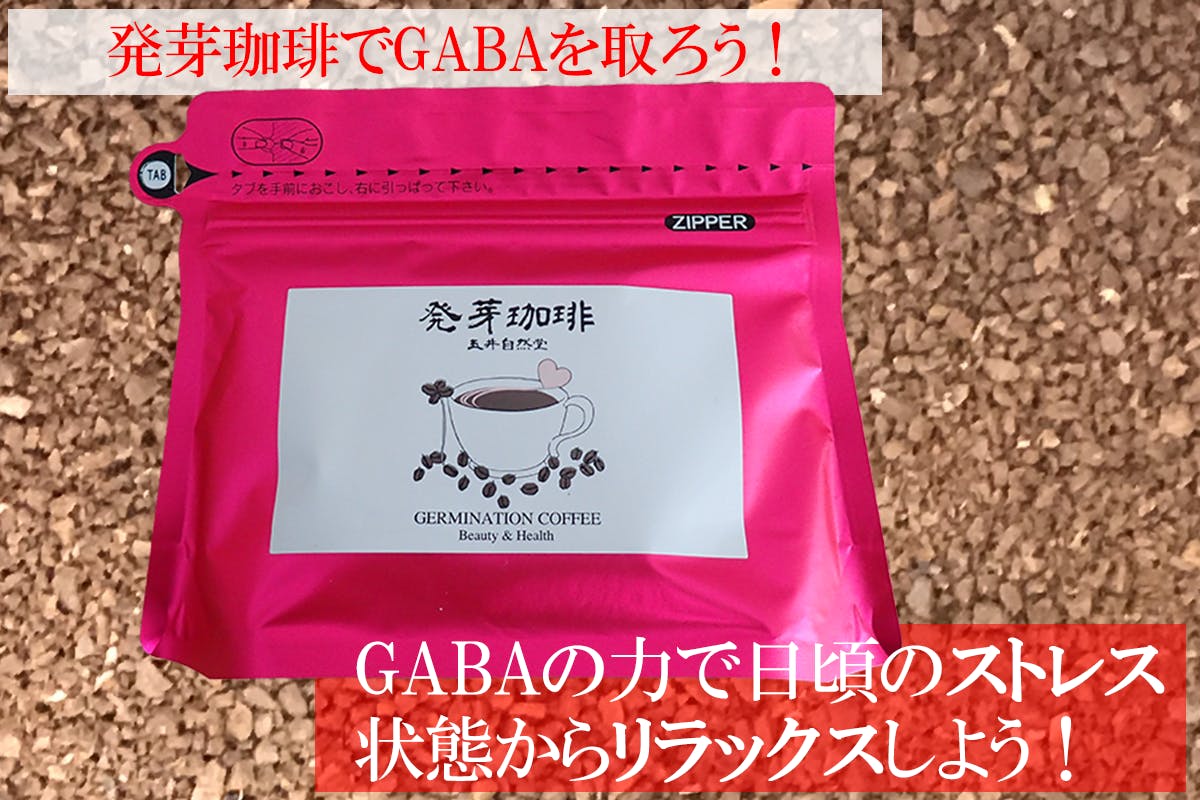 発芽珈琲でGABAを取ろう！
TAB
タブを手前におこし、右に引っぱって下さい。
ZIPPER
発芽珈琲
五井自然堂
GERMINATION COFFEE
Beauty & Health
GABAの力で日頃のストレス
状態からリラックスしよう！